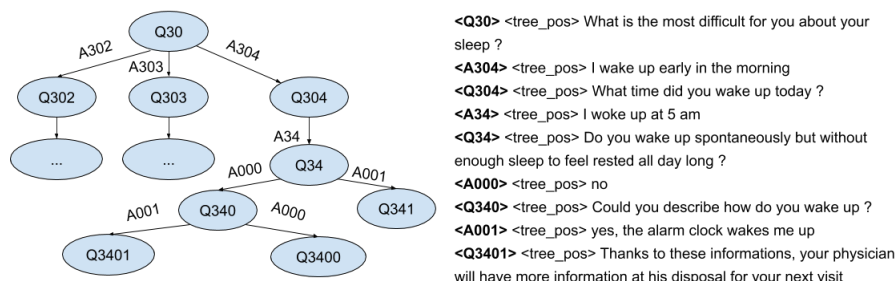 Q30
A302
A303
A304
Q302
Q303
Q304
A34
...
...
Q34
A000
A001
Q340
Q341
A001
A000
Q3401
Q3400
<Q30> <tree_pos> What is the most difficult for you about your
sleep ?
<A304> <tree_pos> I wake up early in the morning
<Q304> <tree_pos> What time did you wake up today ?
<A34> <tree_pos> I woke up at 5 am
<Q34> <tree_pos> Do you wake up spontaneously but without
enough sleep to feel rested all day long ?
<A000> <tree_pos> no
<Q340> <tree_pos> Could you describe how do you wake up ?
<A001> <tree_pos> yes, the alarm clock wakes me up
<Q3401> <tree_pos> Thanks to these informations, your physician
will have more information at his disposal for your next visit